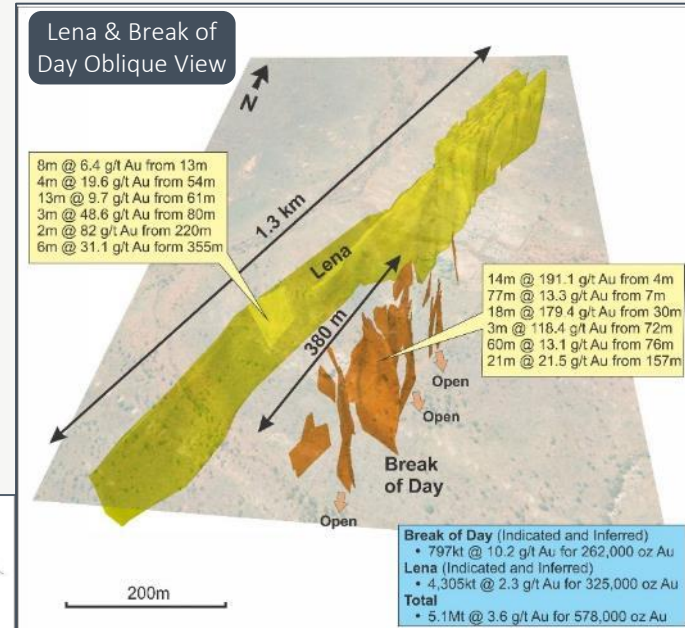 Lena & Break of
Day Oblique View
N
8m @ 6.4 g/t Au from 13m
4m @ 19.6 g/t Au from 54m
13m @ 9.7 g/t Au from 61m
3m @ 48.6 g/t Au from 80m
2m @ 82 g/t Au from 220m
6m @ 31.1 g/t Au form 355m
1.3 km
Lena
380 m
14m @ 191.1 g/t Au from 4m
77m @ 13.3 g/t Au from 7m
18m @ 179.4 g/t Au from 30m
3m @ 118.4 g/t Au from 72m
60m @ 13.1 g/t Au from 76m
21m @ 21.5 g/t Au from 157m
Open
Open
Break
of Day
Open
Break of Day (Indicated and Inferred)
• 797kt @ 10.2 g/t Au for 262,000 oz Au
Lena (Indicated and Inferred)
• 4,305kt @ 2.3 g/t Au for 325,000 oz Au
Total
• 5.1Mt @ 3.6 g/t Au for 578,000 oz Au
200m